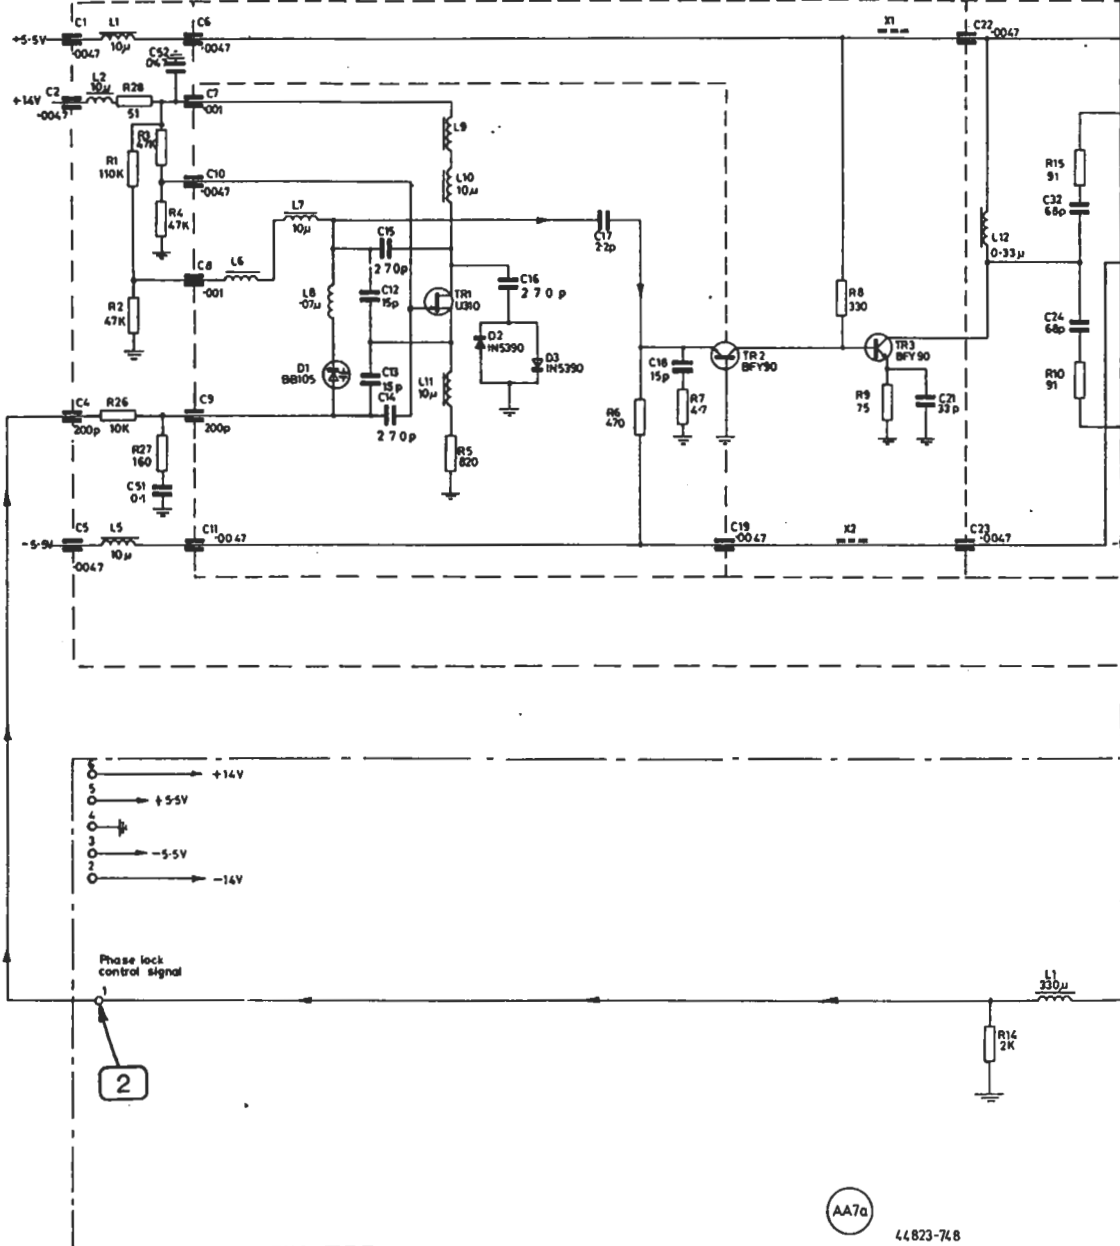 C1
L1
C6
X1
C22
+5·5V
·0047
10µ
·0047
·0047
C52
·047
L2
10µ
R28
C2
+14V
·0047
51
C7
·001
L9
R3
47K
R1
110K
C10
·0047
L10
10µ
R15
91
R4
47K
L7
10µ
C32
68p
C17
2·2p
C15
270p
L12
0·33µ
C8
·001
L6
C16
270p
L8
·07µ
C12
15p
TR1
U310
R8
330
R2
47K
C24
68p
D2
IN5390
D3
IN5390
TR3
BFY90
D1
BB105
C13
15p
C18
15p
TR2
BFY90
L11
10µ
R10
91
C4
200p
R26
10K
C9
200p
C14
270p
R6
470
R7
4·7
R9
75
C21
33p
R27
160
R5
820
C51
0·1
C5
L5
C11
·0047
C19
·0047
X2
C23
·0047
-5·5V
·0047
10µ
6
+14V
5
+5·5V
4
3
-5·5V
2
-14V
Phase lock
control signal
1
L1
330µ
R14
2K
2
AA7a
44823-748